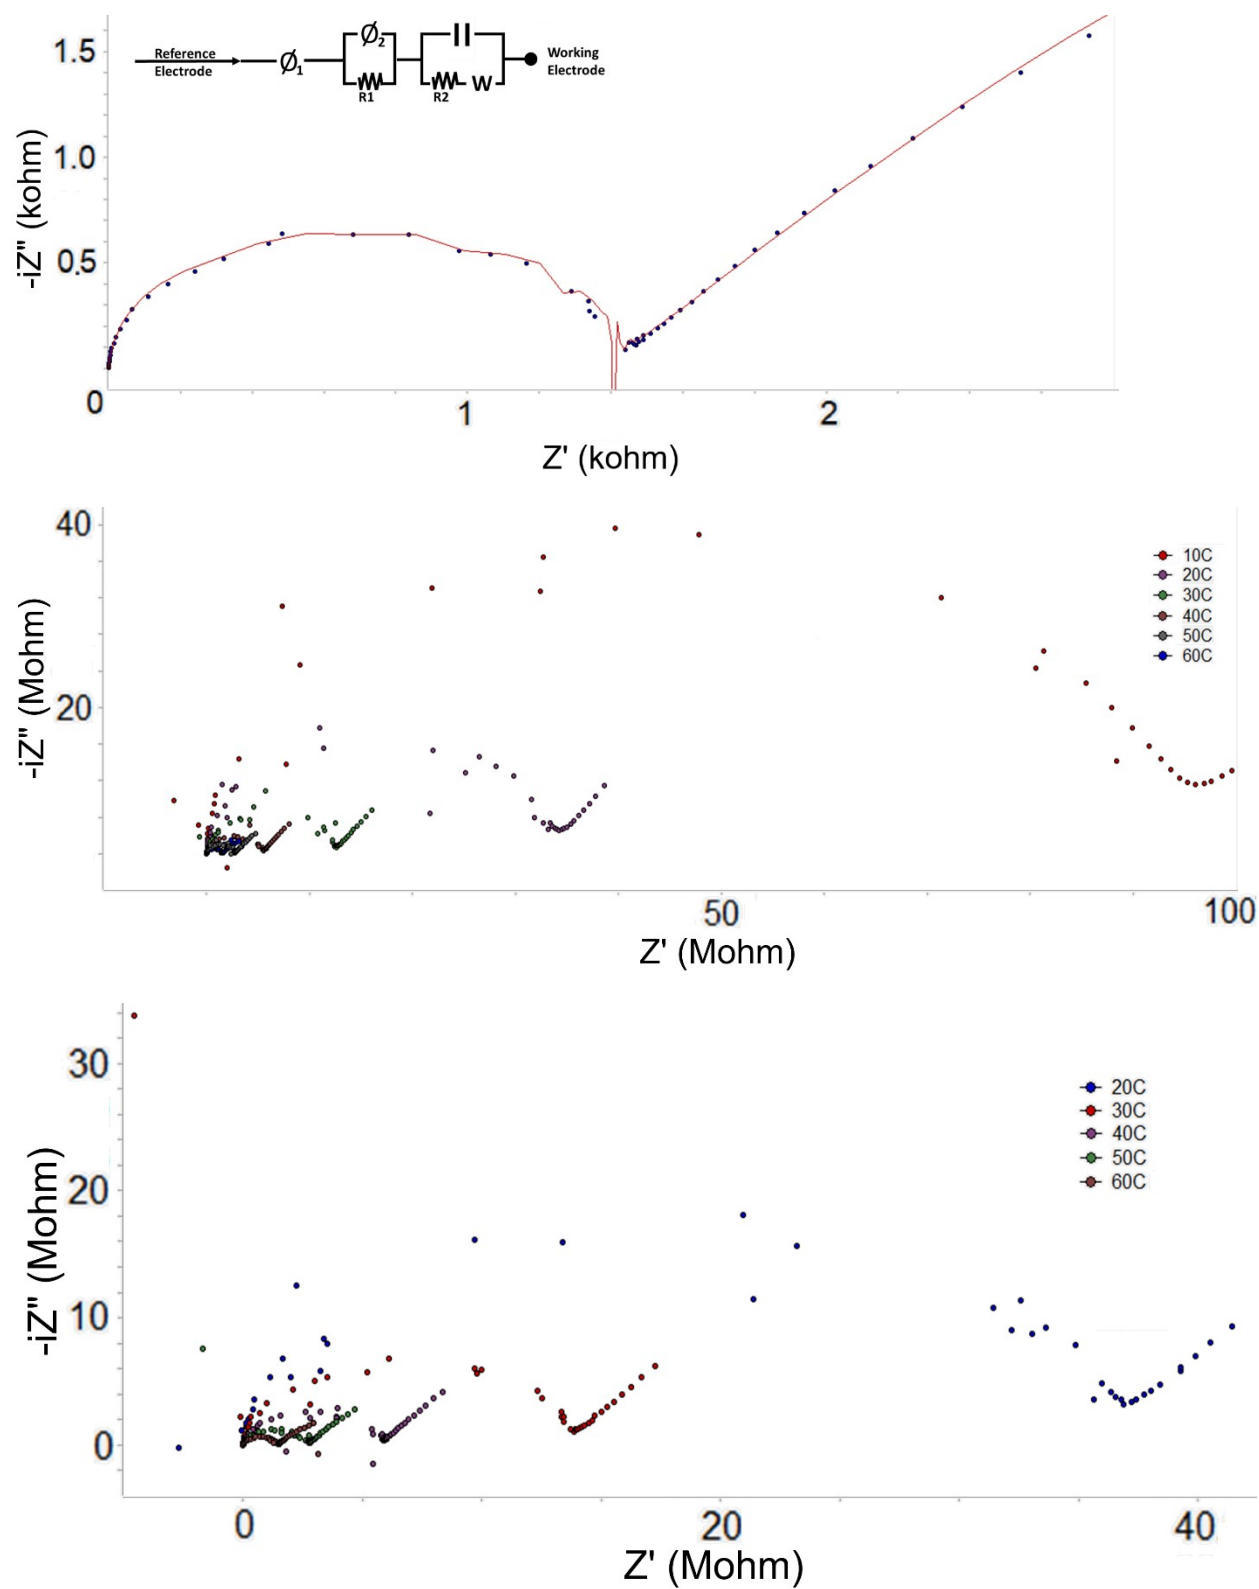 1.5
Reference
Electrode
∅1
∅2
R1
R2
W
Working
Electrode
1.0
0.5
0
1
2
-iZ" (kohm)
Z' (kohm)
40
20
10C
20C
30C
40C
50C
60C
-iZ" (Mohm)
50
100
Z' (Mohm)
30
20
10
0
20C
30C
40C
50C
60C
-iZ" (Mohm)
0
20
40
Z' (Mohm)